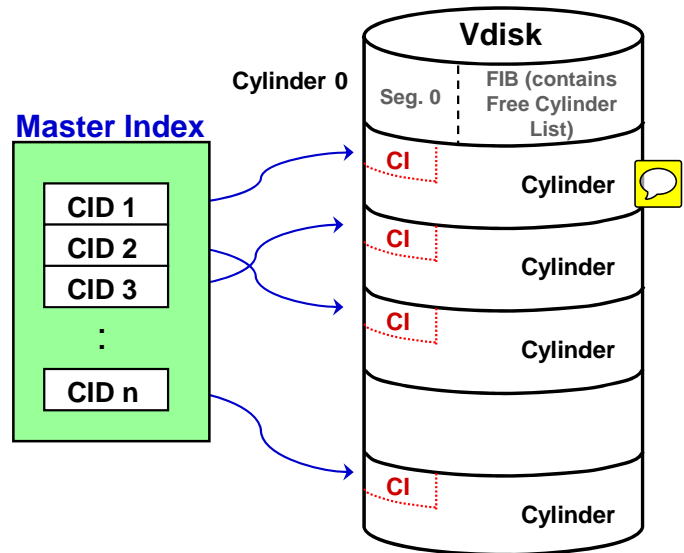 Vdisk
Cylinder 0
Seg. 0
FIB (contains
Free Cylinder
List)
Master Index
CID 1
CID 2
CID 3
:
CID n
CI
Cylinder
CI
Cylinder
CI
Cylinder
CI
Cylinder